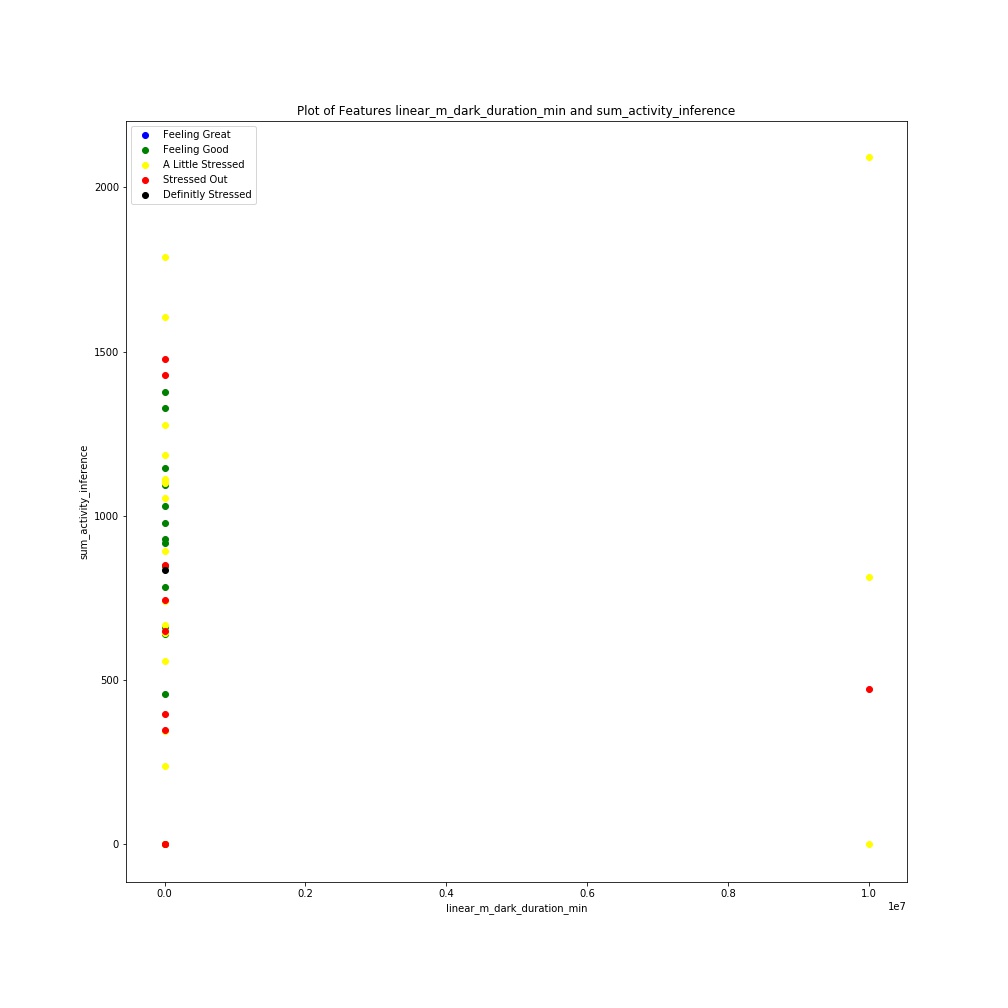 Plot of Features linear_m_dark_duration_min and sum_activity_inference
Feeling Great
Feeling Good
A Little Stressed
Stressed Out
Definitly Stressed
sum_activity_inference
2000
1500
1000
500
0
0.0 0.2 0.4 0.6 0.8 1.0
1e7
linear_m_dark_duration_min